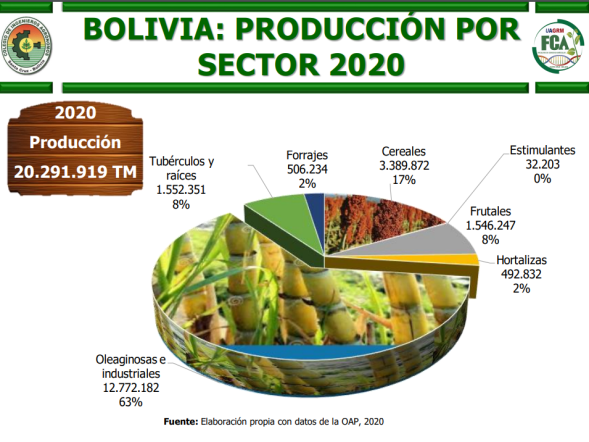 BOLIVIA: PRODUCCIÓN POR
SECTOR 2020
UAGRM
FCA
2020
Producción
20.291.919 TM
Tubérculos y
raíces
1.552.351
8%
Forrajes
506.234
2%
Cereales
3.389.872
17%
Estimulantes
32.203
0%
Frutales
1.546.247
8%
Hortalizas
492.832
2%
Oleaginosas e
industriales
12.772.182
63%
Fuente: Elaboración propia con datos de la OAP, 2020